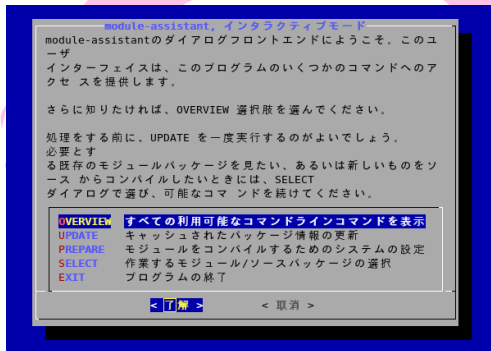 module-assistant, インタラクティブモード
module-assistantのダイアログフロントエンドにようこそ。このユ
ーザ
インターフェイスは、このプログラムのいくつかのコマンドへのア
クセ スを提供します。
さらに知りたければ、OVERVIEW 選択肢を選んでください。
処理をする前に、UPDATE を一度実行するのがよいでしょう。
必要とす
る既存のモジュールパッケージを見たい、あるいは新しいものをソ
ース からコンパイルしたいときには、SELECT
ダイアログで選び、可能なコマ ンドを続けてください。
OVERVIEW すべての利用可能なコマンドラインコマンドを表示
UPDATE キャッシュされたパッケージ情報の更新
PREPARE モジュールをコンパイルするためのシステムの設定
SELECT 作業するモジュール/ソースパッケージの選択
EXIT プログラムの終了
<了解> <取消>